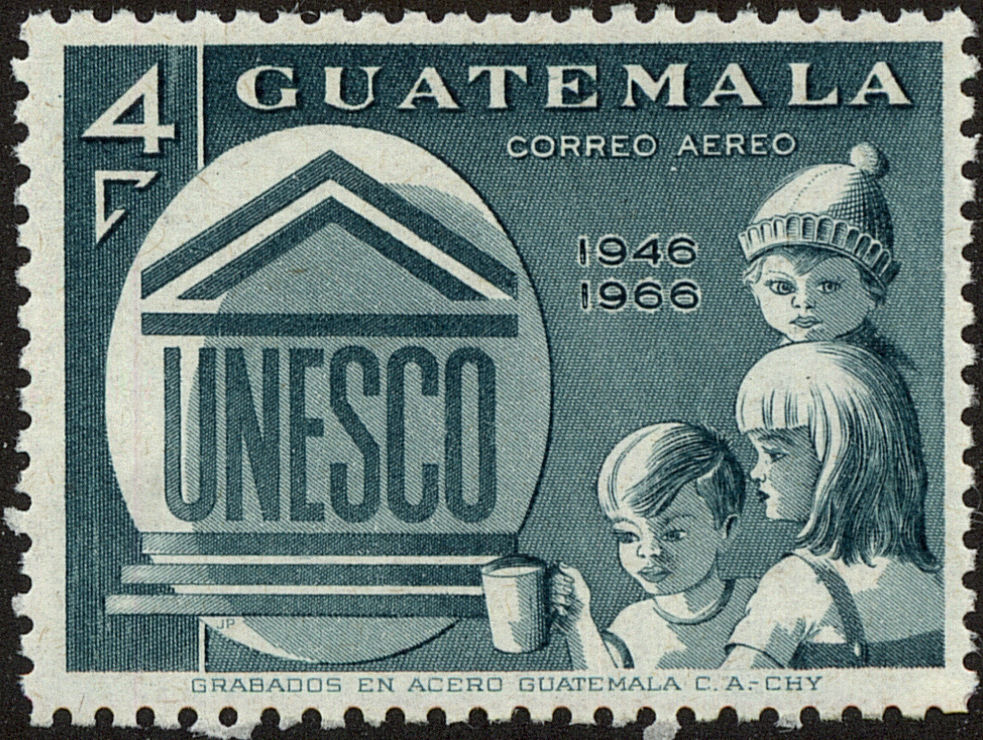 4
C
GUATEMALA
CORREO AEREO
1946
1966
UNESCO
JP
GRABADOS EN ACERO GUATEMALA C. A.- CHY